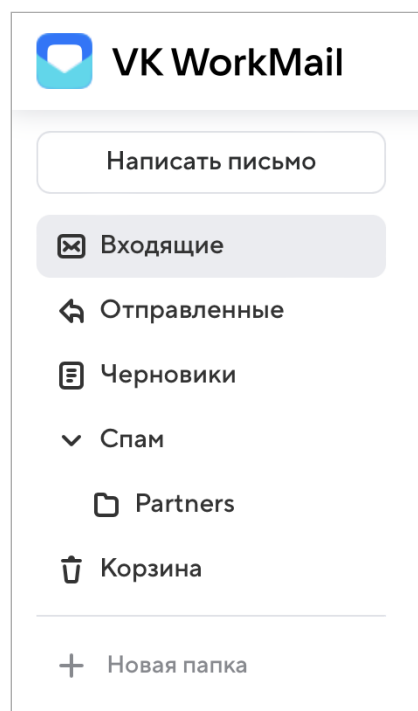 VK WorkMail
Написать письмо
Входящие
Отправленные
Черновики
Спам
Partners
Корзина
Новая папка